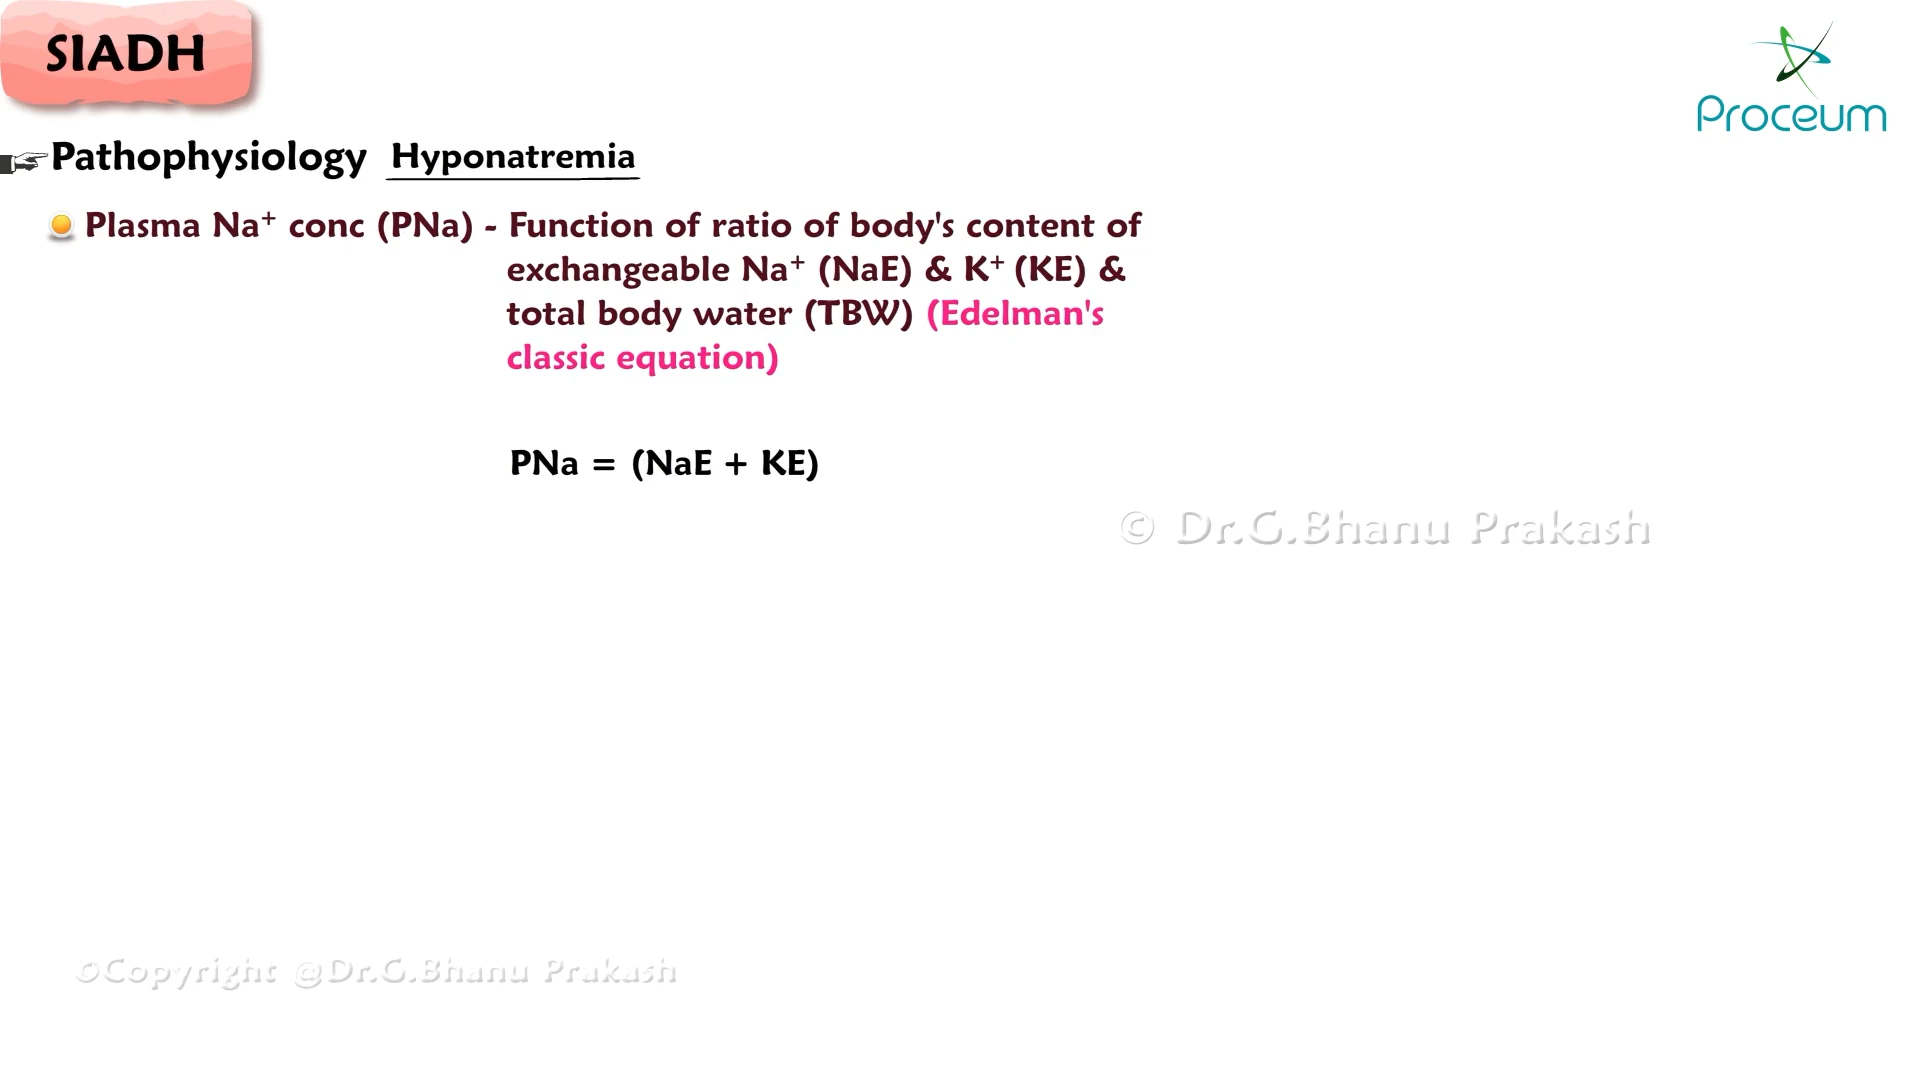 SIADH
Proceum
Pathophysiology Hyponatremia
Plasma Na⁺ conc (PNa) - Function of ratio of body's content of
exchangeable Na⁺ (NaE) & K⁺ (KE) &
total body water (TBW) (Edelman's
classic equation)
PNa = (NaE + KE)
© Dr.G.Bhanu Prakash
©Copyright @Dr.G.Bhanu Prakash